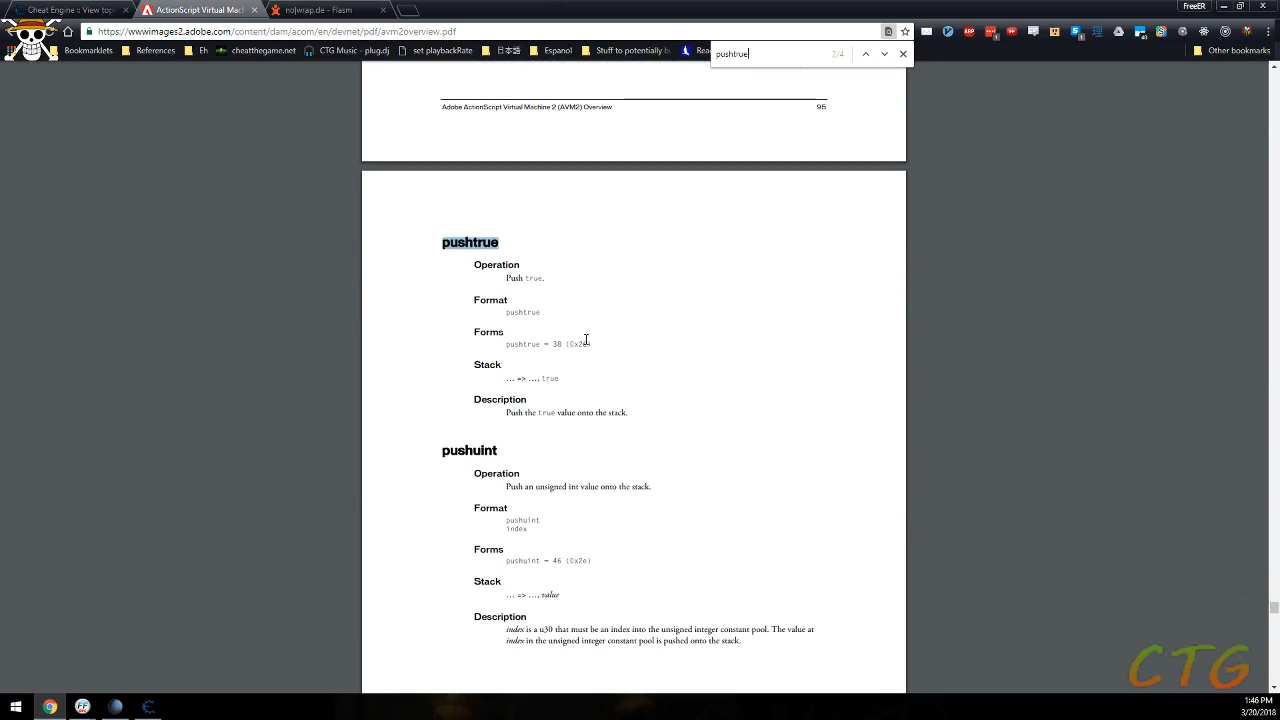 Cheat Engine :: View topi
ActionScript Virtual Mach
no|wrap.de - Flasm
FreeER
https://wwwimages2.adobe.com/content/dam/acom/en/devnet/pdf/avm2overview.pdf
Bookmarklets
References
Eh
cheatthegame.net
CTG Music - plug.dj
set playbackRate
日本語
Espanol
Stuff to potentially b
Other bookmarks
pushtrue
2/4
Adobe ActionScript Virtual Machine 2 (AVM2) Overview 95
pushtrue
Operation
Push true.
Format
pushtrue
Forms
pushtrue = 38 (0x26)
Stack
… => …, true
Description
Push the true value onto the stack.
pushuint
Operation
Push an unsigned int value onto the stack.
Format
pushuint
index
Forms
pushuint = 46 (0x2e)
Stack
… => …, value
Description
index is a u30 that must be an index into the unsigned integer constant pool. The value at
index in the unsigned integer constant pool is pushed onto the stack.
CTG
1:46 PM
3/20/2018